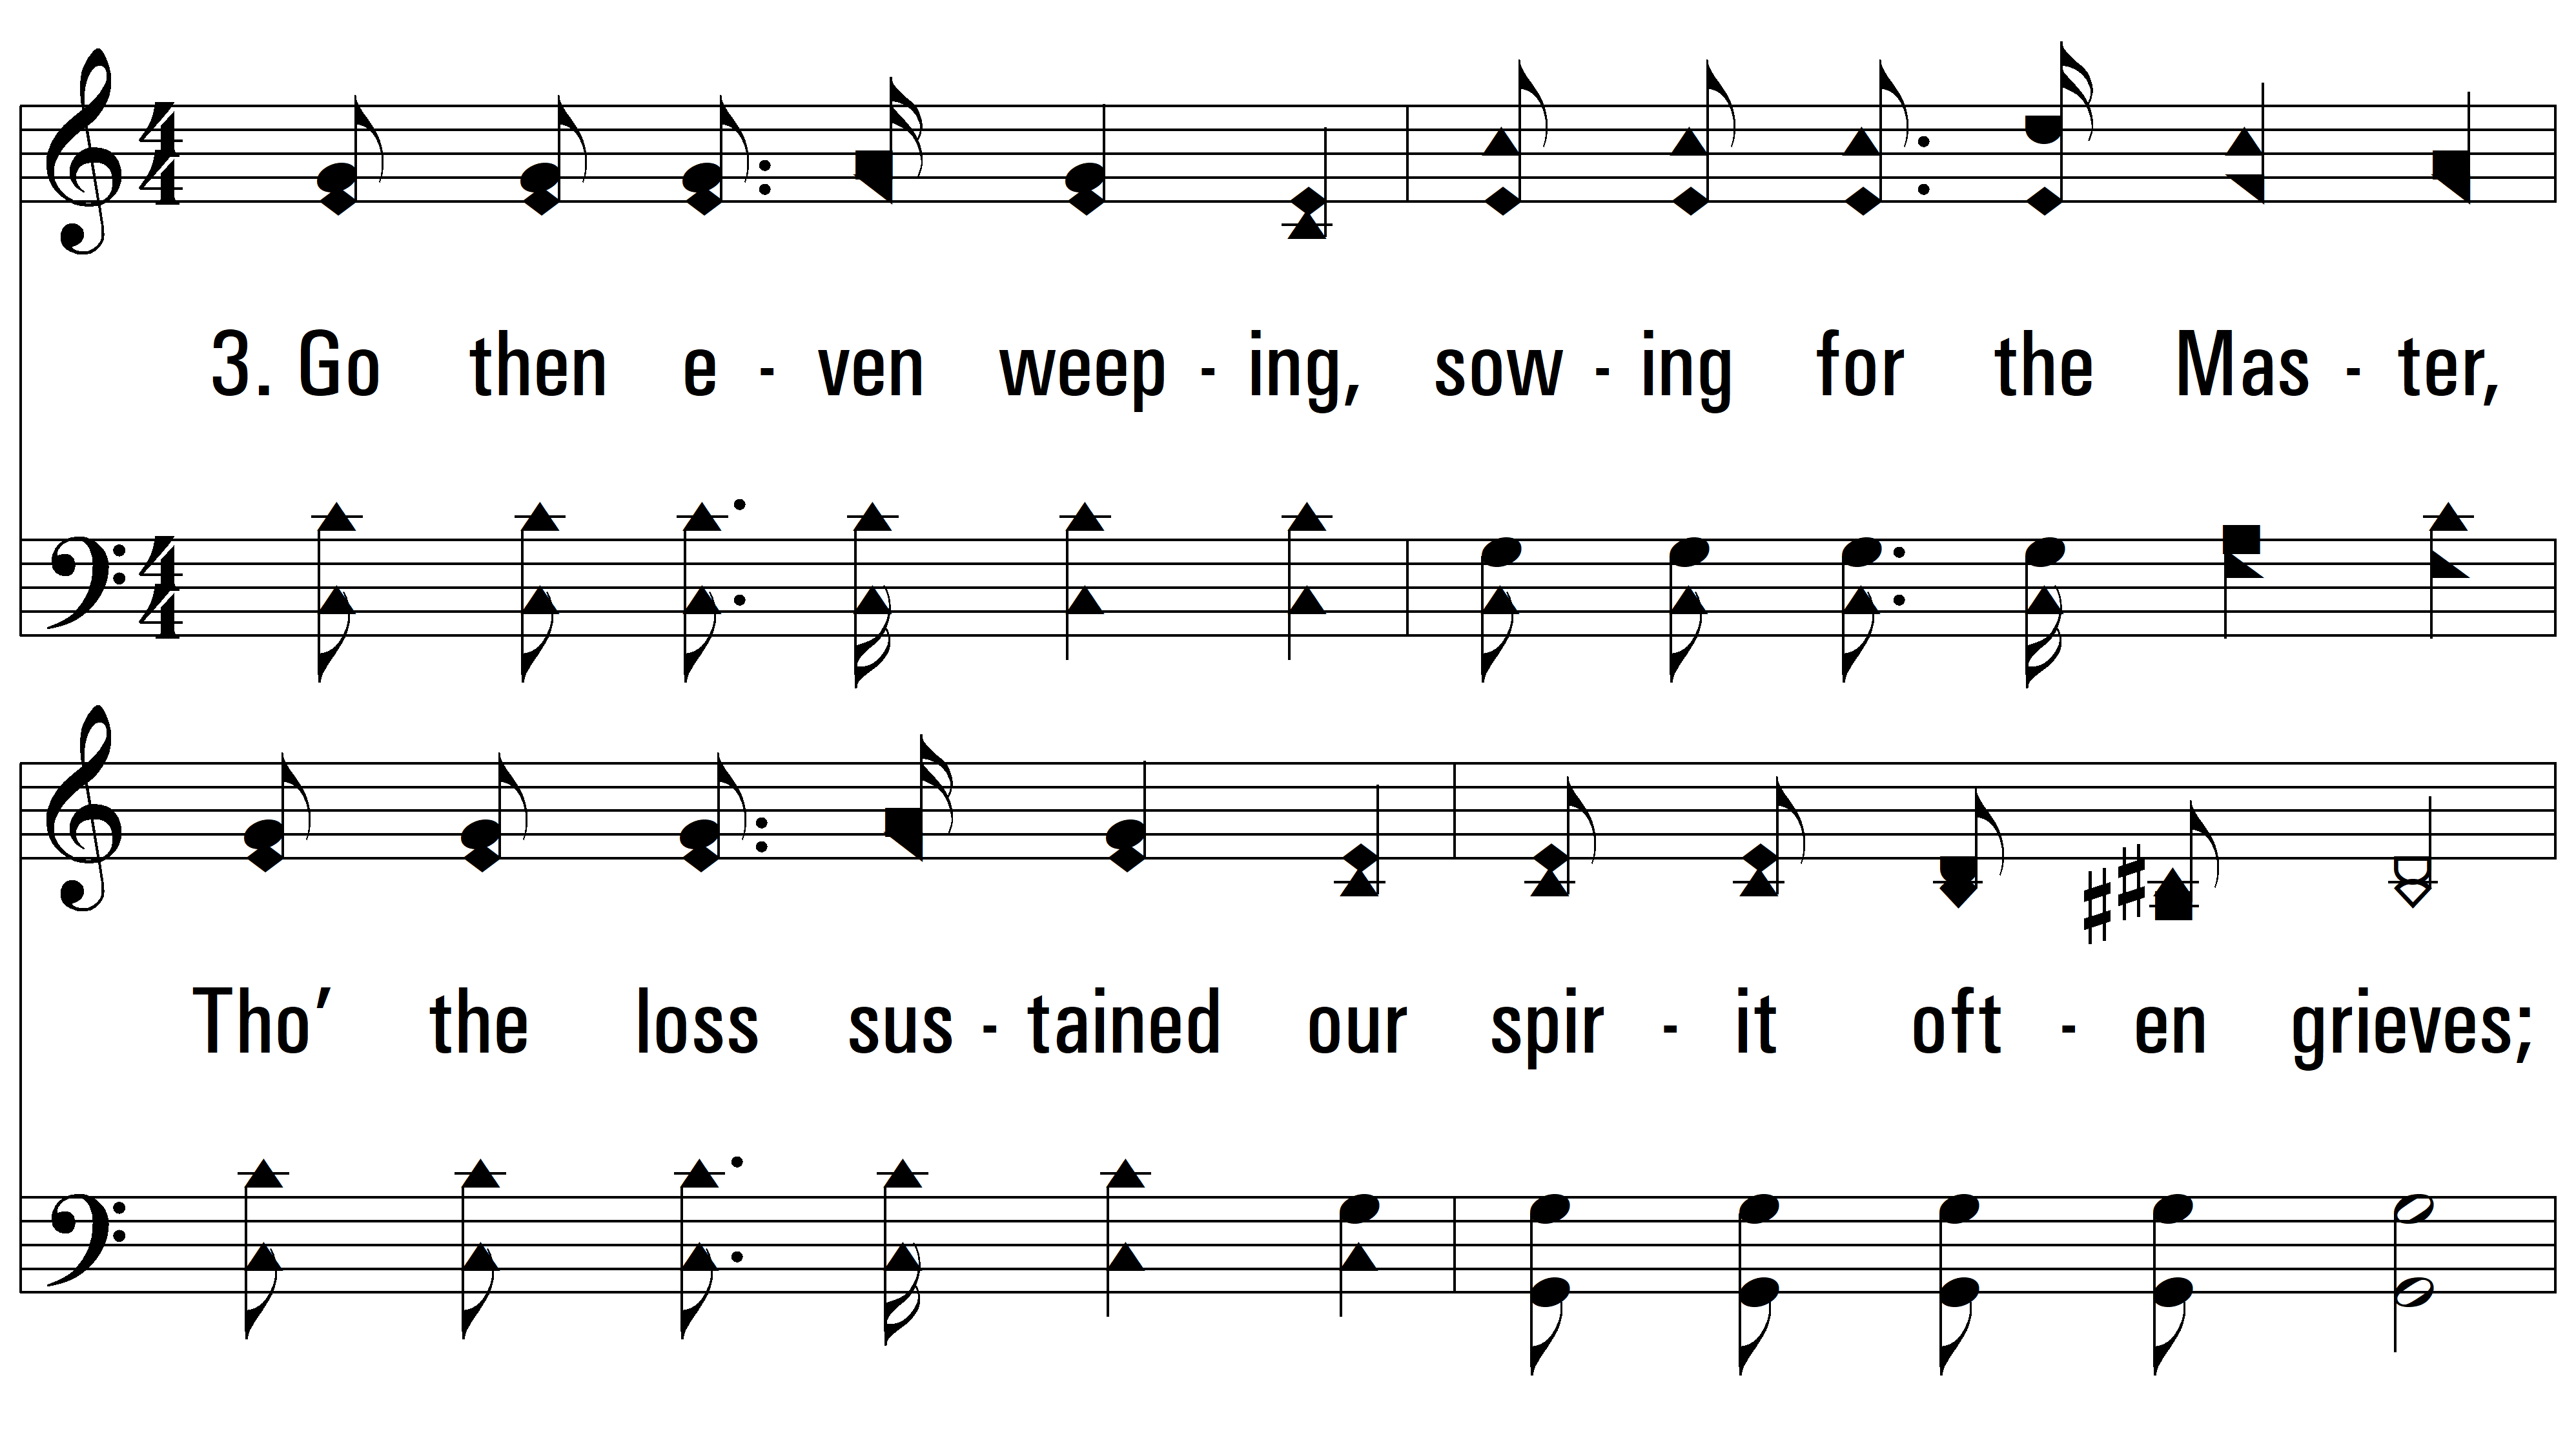 3. Go then e - ven weep - ing, sow - ing for the Mas - ter,
Tho’ the loss sus - tained our spir - it oft - en grieves;